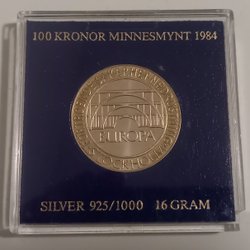 100 KRONOR MINNESMYNT 1984
EUROPA
SILVER 925/1000 16 GRAM